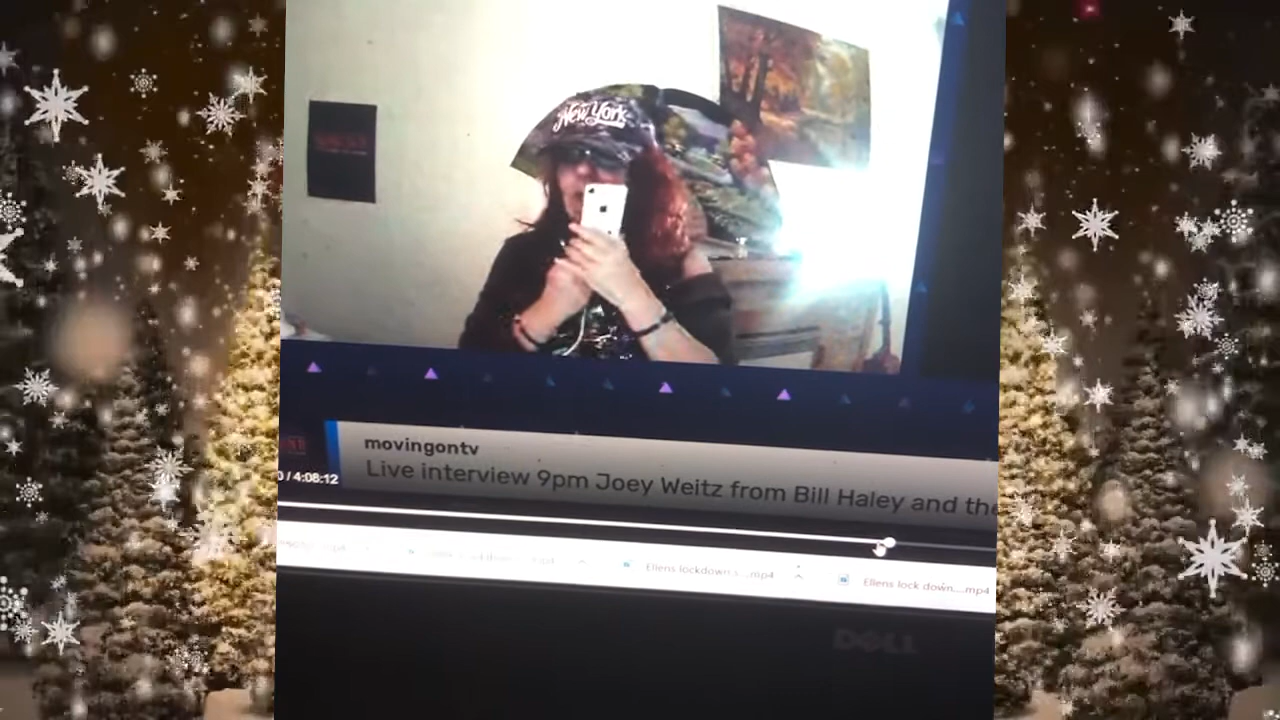 New York
movingontv
Live interview 9pm Joey Weitz from Bill Haley and the
0 / 4:08:12
Ellens lockdown s....mp4
Ellens lock down....mp4
DELL